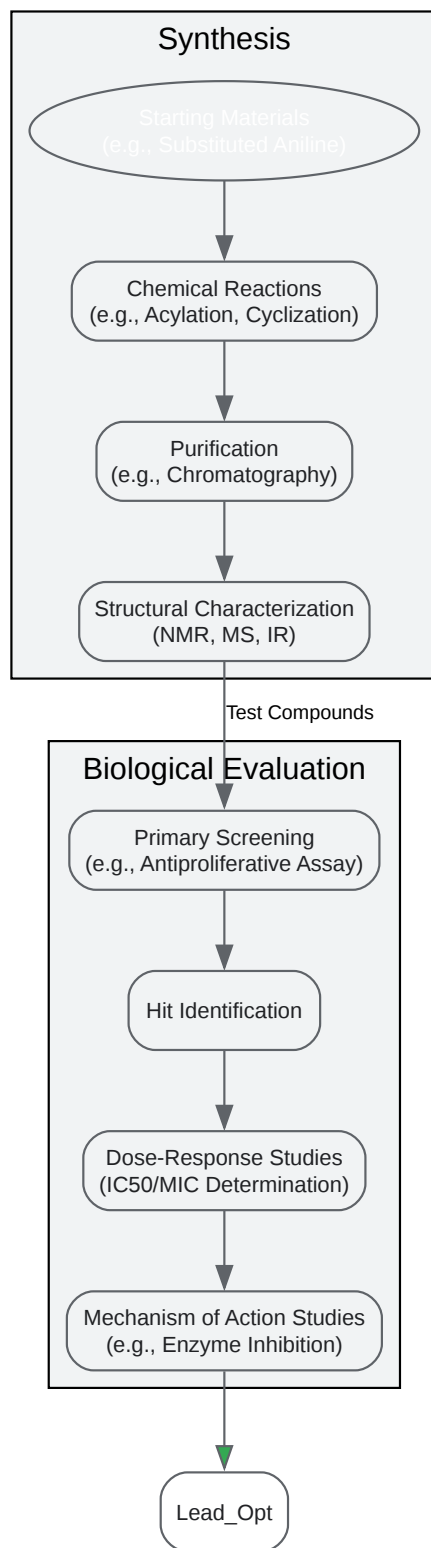 Synthesis
Starting Materials
(e.g., Substituted Aniline)
Chemical Reactions
(e.g., Acylation, Cyclization)
Purification
(e.g., Chromatography)
Structural Characterization
(NMR, MS, IR)
Test Compounds
Biological Evaluation
Primary Screening
(e.g., Antiproliferative Assay)
Hit Identification
Dose-Response Studies
(IC50/MIC Determination)
Mechanism of Action Studies
(e.g., Enzyme Inhibition)
Lead_Opt